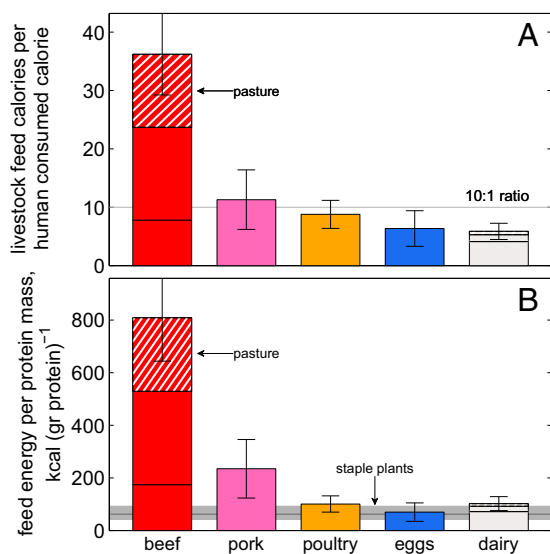 A
livestock feed calories per
human consumed calorie
40
30
20
10
0
pasture
10:1 ratio
B
feed energy per protein mass,
kcal (gr protein)⁻¹
800
600
400
200
0
pasture
staple plants
beef pork poultry eggs dairy